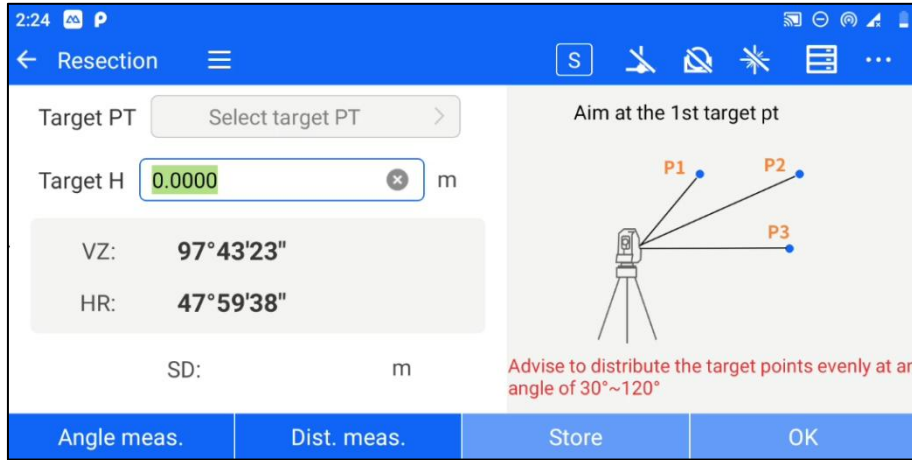 2:24
Resection
S
Target PT Select target PT
Target H 0.0000 m
VZ: 97°43'23"
HR: 47°59'38"
SD: m
Aim at the 1st target pt
P1
P2
P3
Advise to distribute the target points evenly at an
angle of 30°~120°
Angle meas. Dist. meas. Store OK